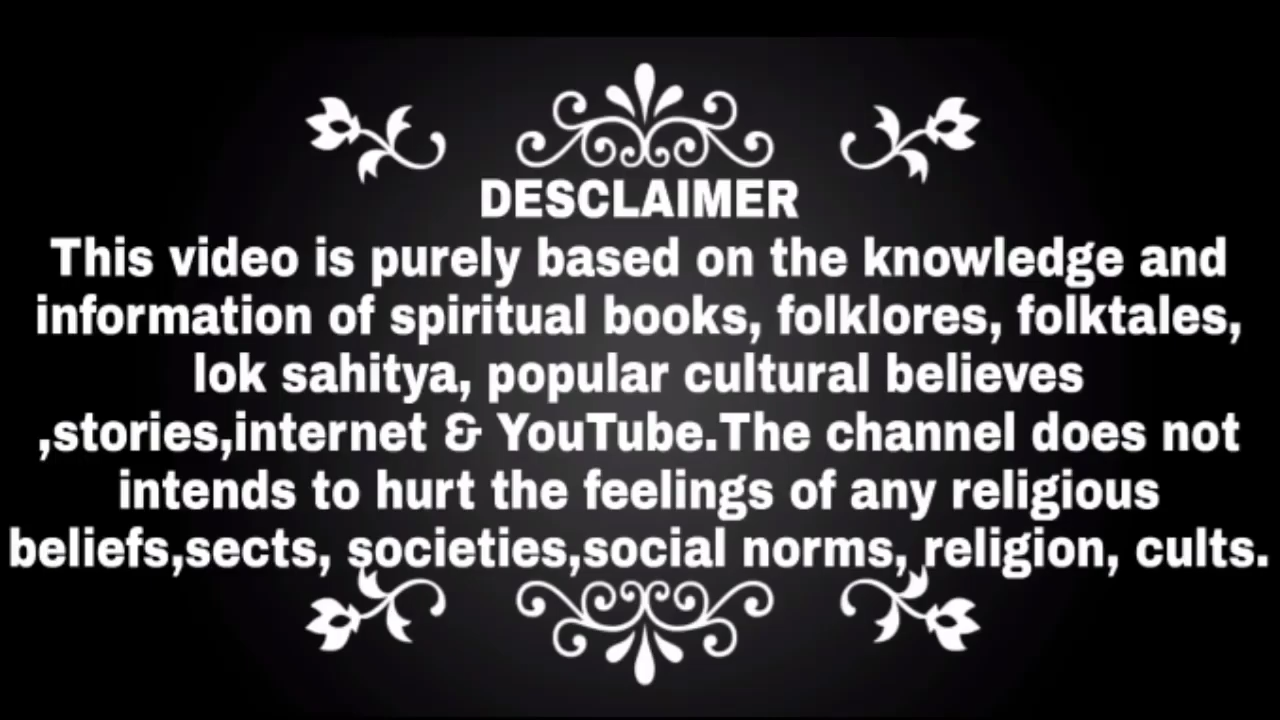 DESCLAIMER
This video is purely based on the knowledge and
information of spiritual books, folklores, folktales,
lok sahitya, popular cultural believes
,stories,internet & YouTube.The channel does not
intends to hurt the feelings of any religious
beliefs,sects, societies,social norms, religion, cults.